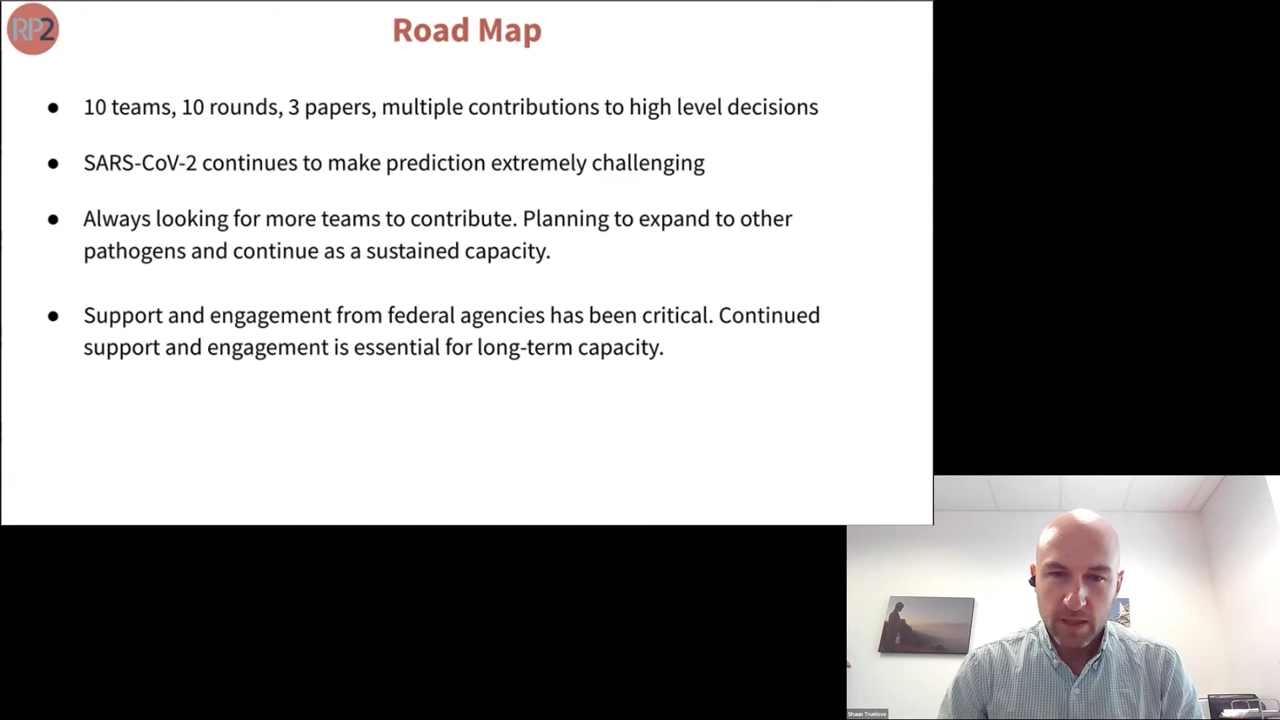 RP2
Road Map
● 10 teams, 10 rounds, 3 papers, multiple contributions to high level decisions
● SARS-CoV-2 continues to make prediction extremely challenging
● Always looking for more teams to contribute. Planning to expand to other
pathogens and continue as a sustained capacity.
● Support and engagement from federal agencies has been critical. Continued
support and engagement is essential for long-term capacity.
Shaun Truelove